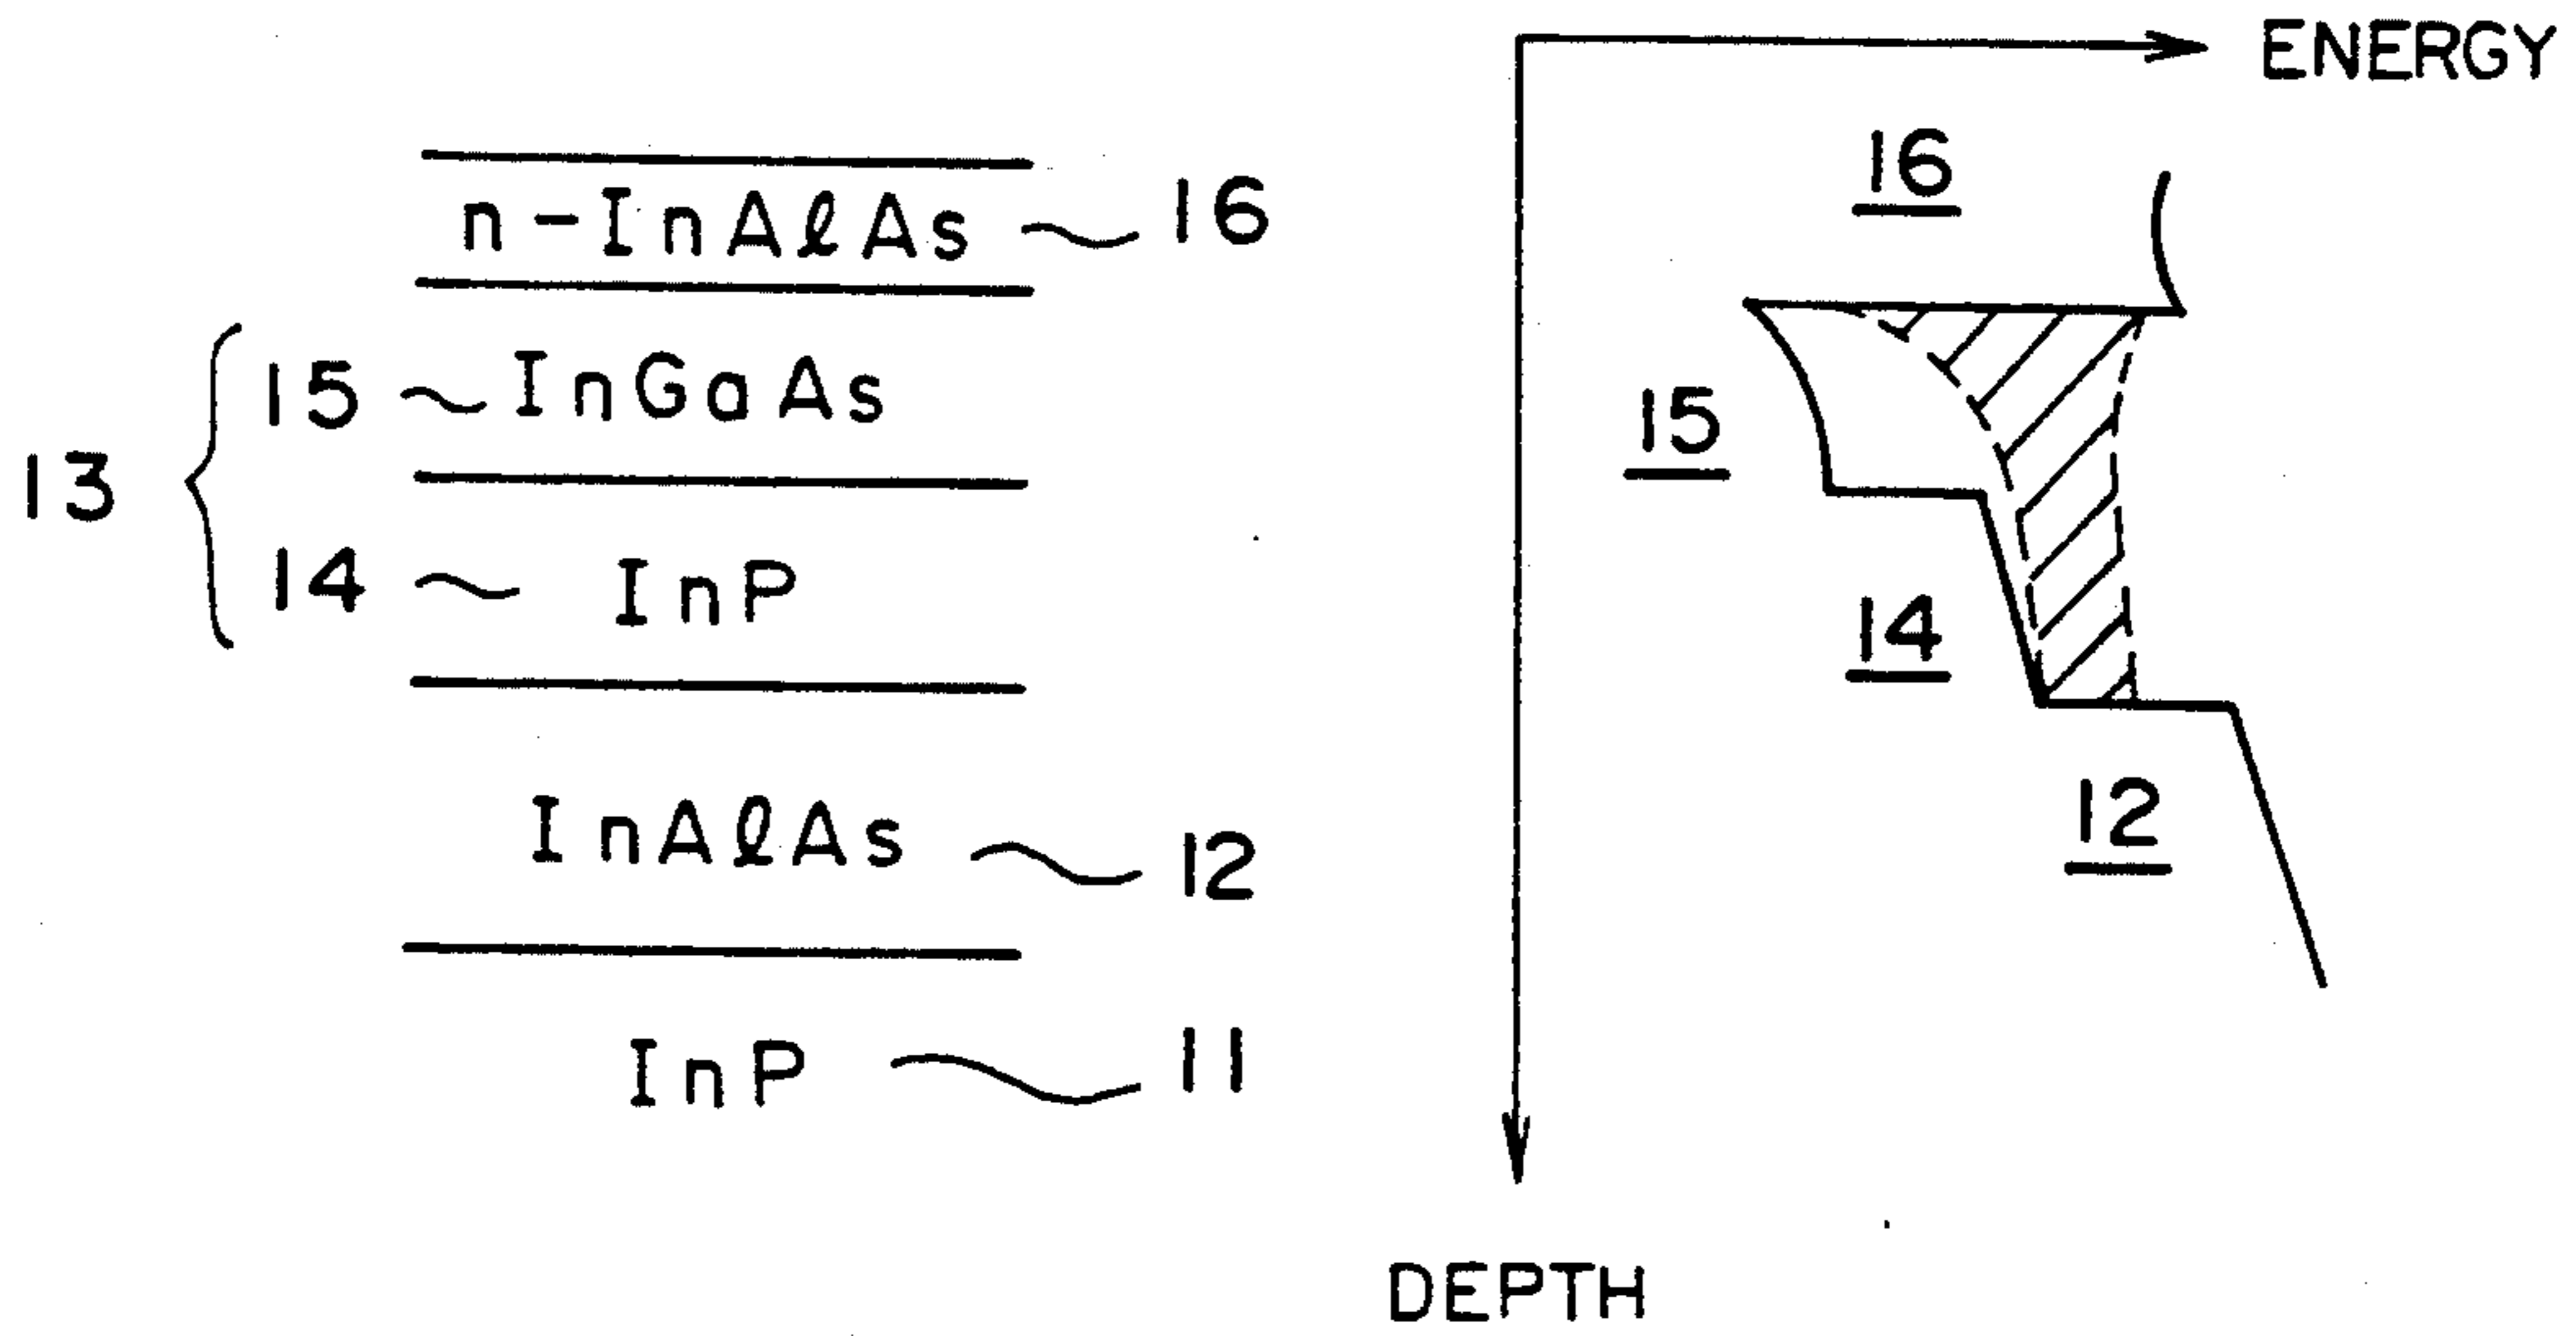 ENERGY
16
n-InAlAs 16
15 InGaAs
15
13
14 InP
14
InAlAs 12
12
InP 11
DEPTH